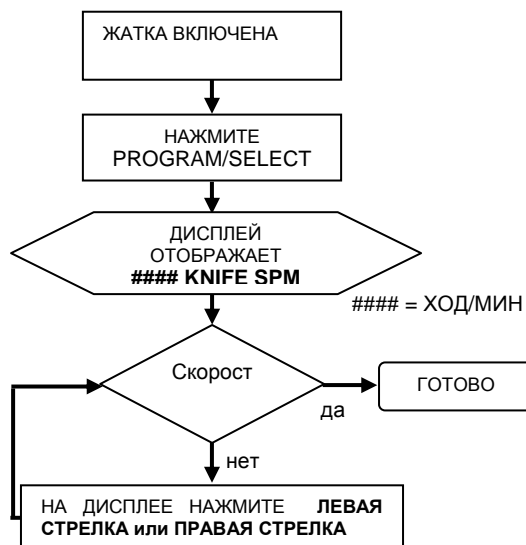 ЖАТКА ВКЛЮЧЕНА
НАЖМИТЕ
PROGRAM/SELECT
ДИСПЛЕЙ
ОТОБРАЖАЕТ
#### KNIFE SPM
#### = ХОД/МИН
Скорост
ГОТОВО
да
нет
НА ДИСПЛЕЕ НАЖМИТЕ ЛЕВАЯ
СТРЕЛКА или ПРАВАЯ СТРЕЛКА